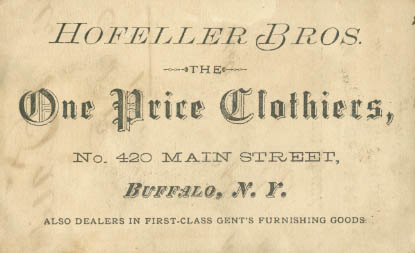 HOFELLER BROS.
THE
One Price Clothiers,
No. 420 MAIN STREET,
BUFFALO, N. Y.
ALSO DEALERS IN FIRST-CLASS GENT'S FURNISHING GOODS.